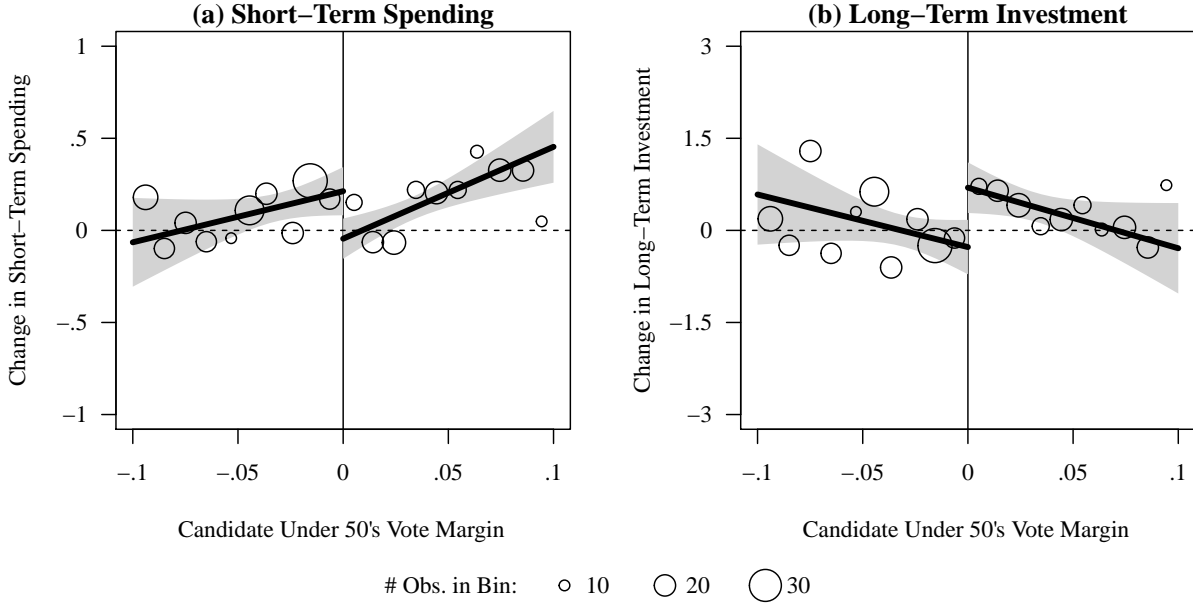 (a) Short−Term Spending
Change in Short−Term Spending
1
.5
0
−.5
−1
−.1
−.05
0
.05
.1
Candidate Under 50's Vote Margin
(b) Long−Term Investment
Change in Long−Term Investment
3
1.5
0
−1.5
−3
−.1
−.05
0
.05
.1
Candidate Under 50's Vote Margin
# Obs. in Bin: 10 20 30